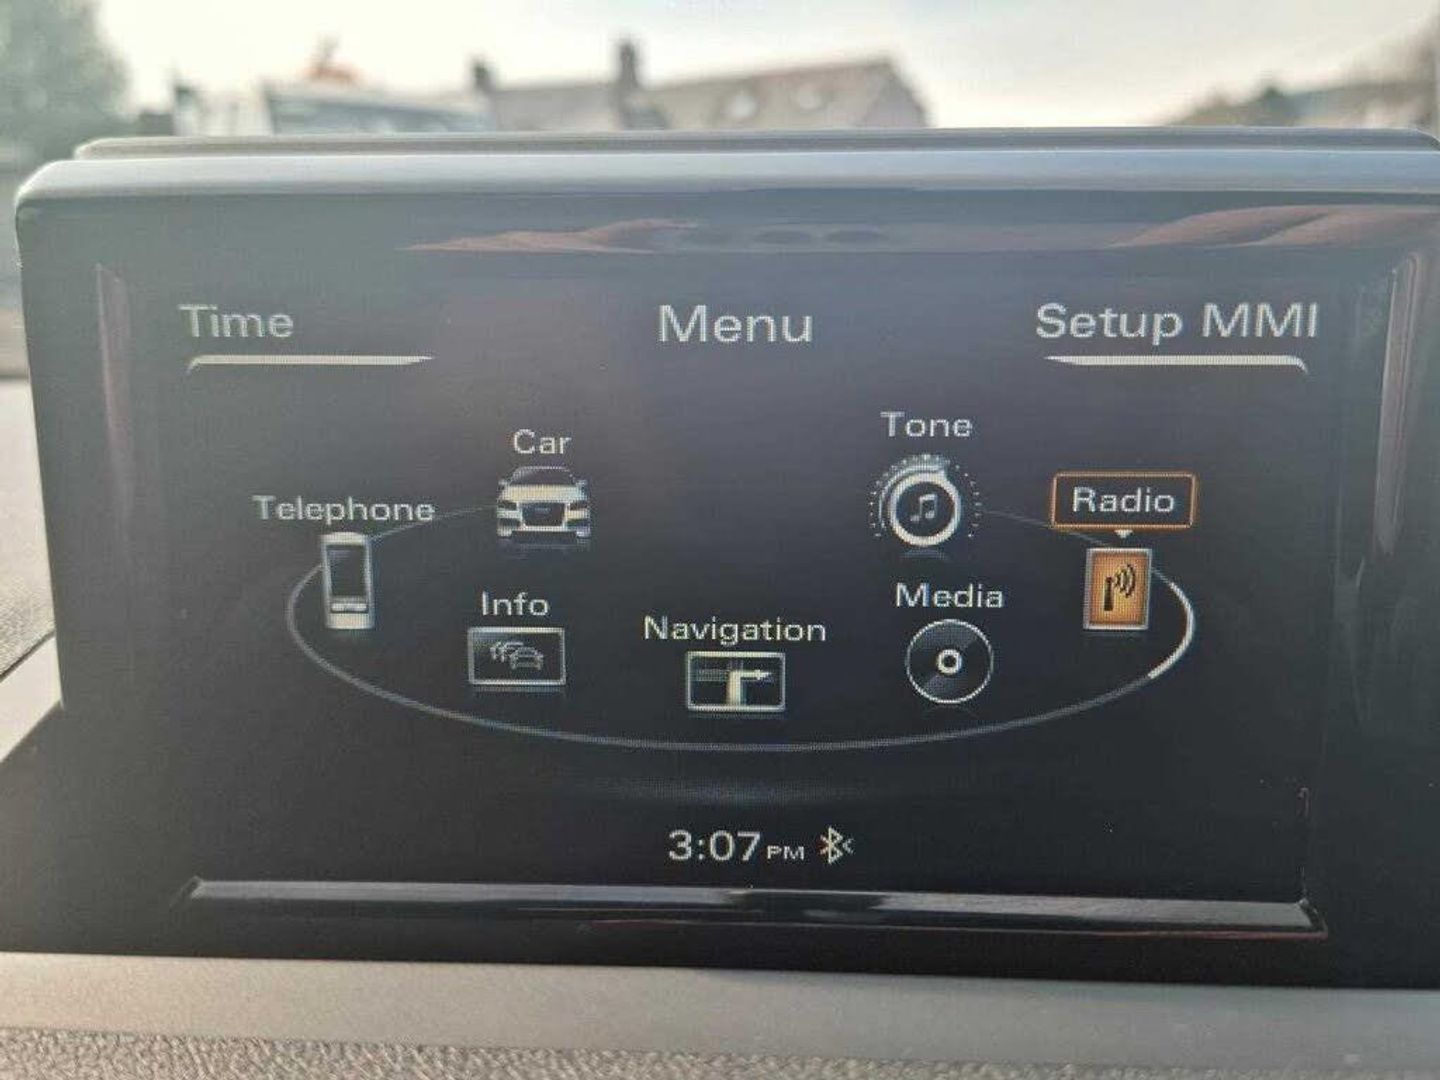 Time Menu Setup MMI
Tone
Car
Radio
Telephone
Media
Info
Navigation
3:07 PM